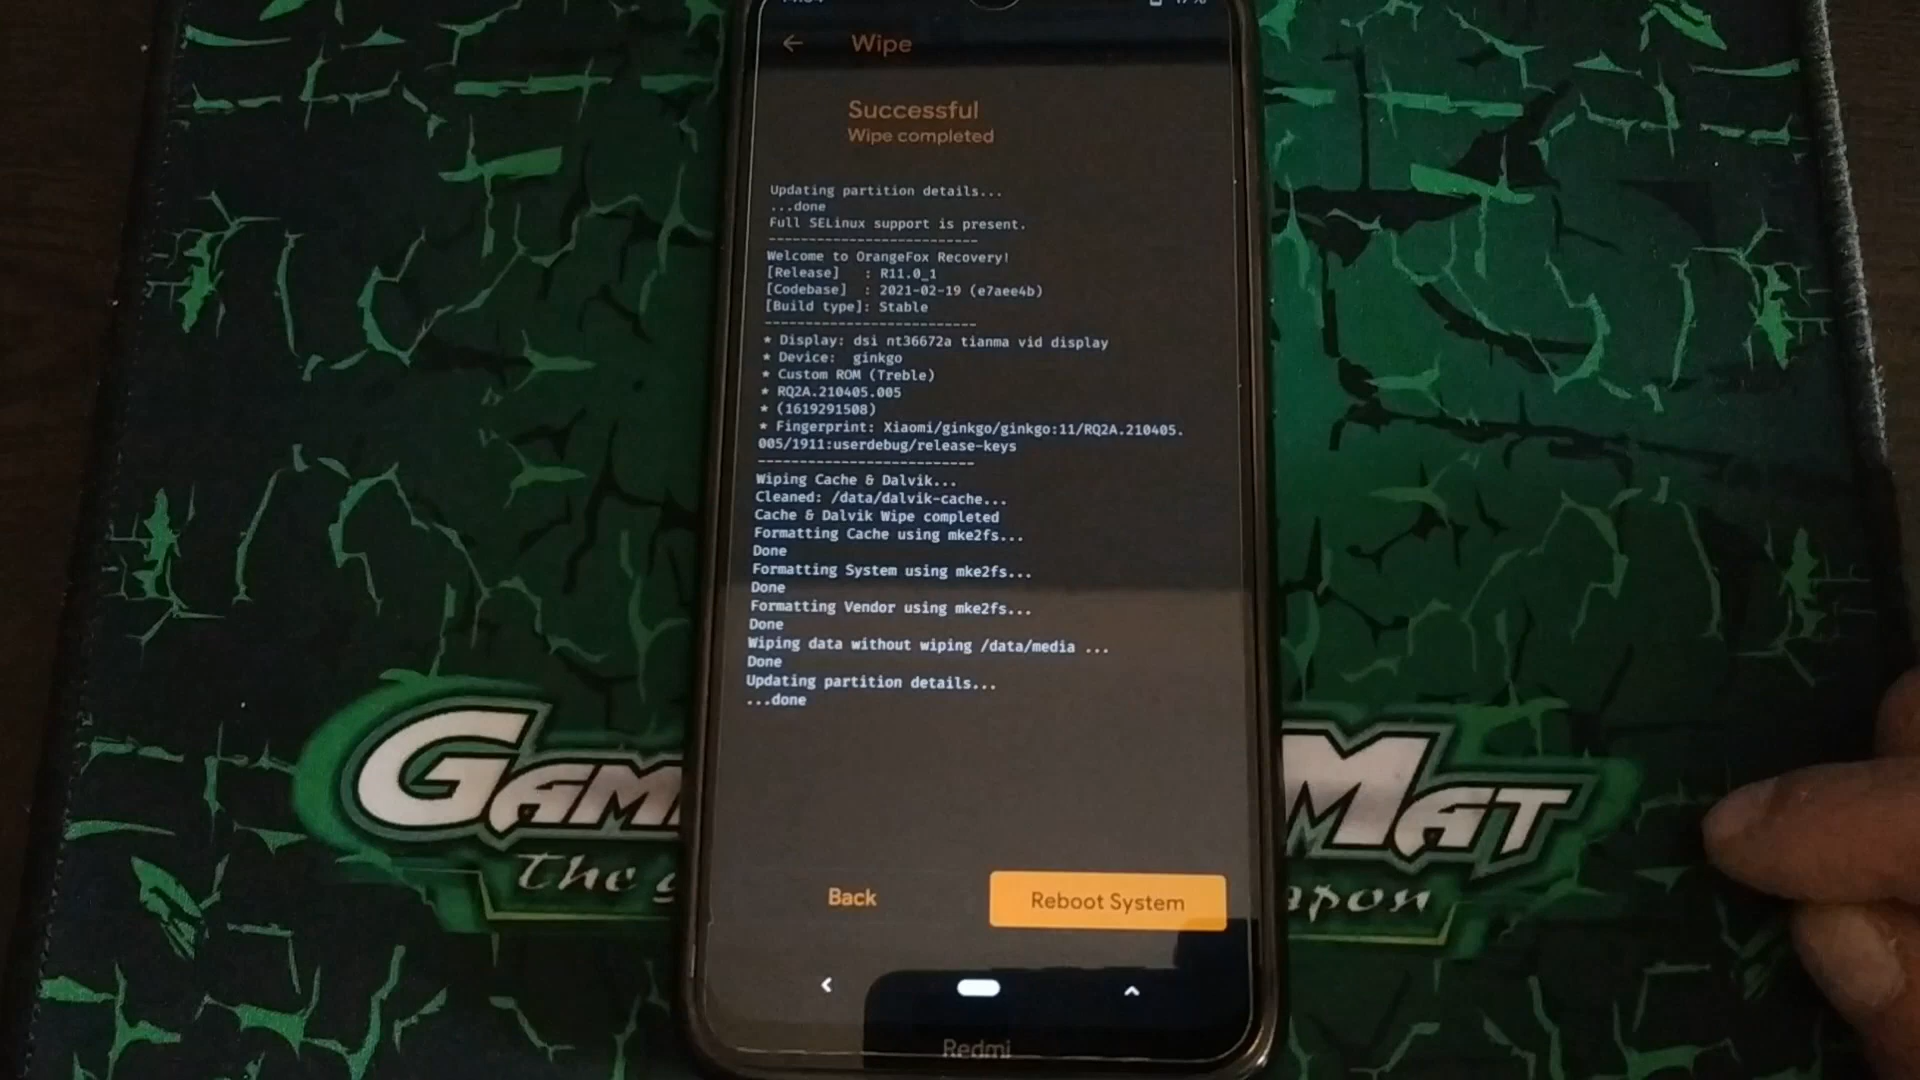 Wipe
Successful
Wipe completed
Updating partition details...
...done
Full SELinux support is present.
--------------------------
Welcome to OrangeFox Recovery!
[Release]   : R11.0_1
[Codebase]  : 2021-02-19 (e7aee4b)
[Build type]: Stable
--------------------------
* Display: dsi nt36672a tianma vid display
* Device:  ginkgo
* Custom ROM (Treble)
* RQ2A.210405.005
* (1619291508)
* Fingerprint: Xiaomi/ginkgo/ginkgo:11/RQ2A.210405.
005/1911:userdebug/release-keys
--------------------------
Wiping Cache & Dalvik...
Cleaned: /data/dalvik-cache...
Cache & Dalvik Wipe completed
Formatting Cache using mke2fs...
Done
Formatting System using mke2fs...
Done
Formatting Vendor using mke2fs...
Done
Wiping data without wiping /data/media ...
Done
Updating partition details...
...done
Back
Reboot System
Redmi
GAM
MAT
The g
apon